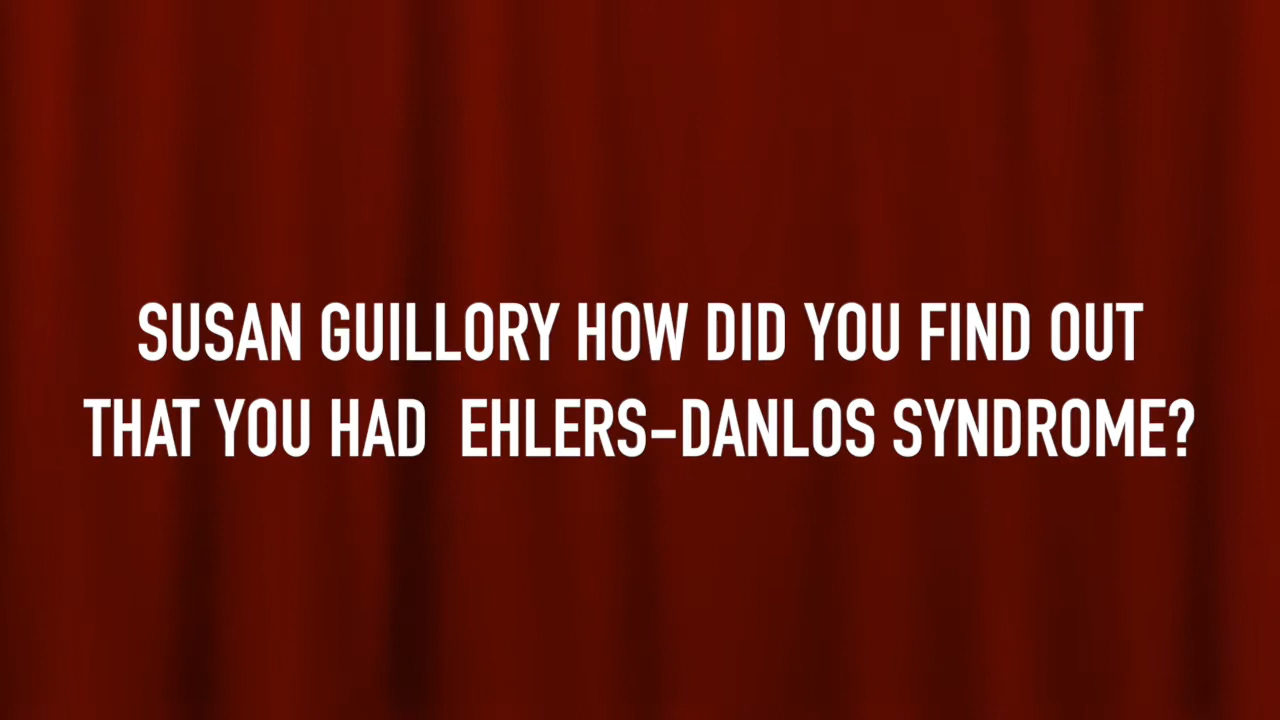 SUSAN GUILLORY HOW DID YOU FIND OUT
THAT YOU HAD  EHLERS-DANLOS SYNDROME?